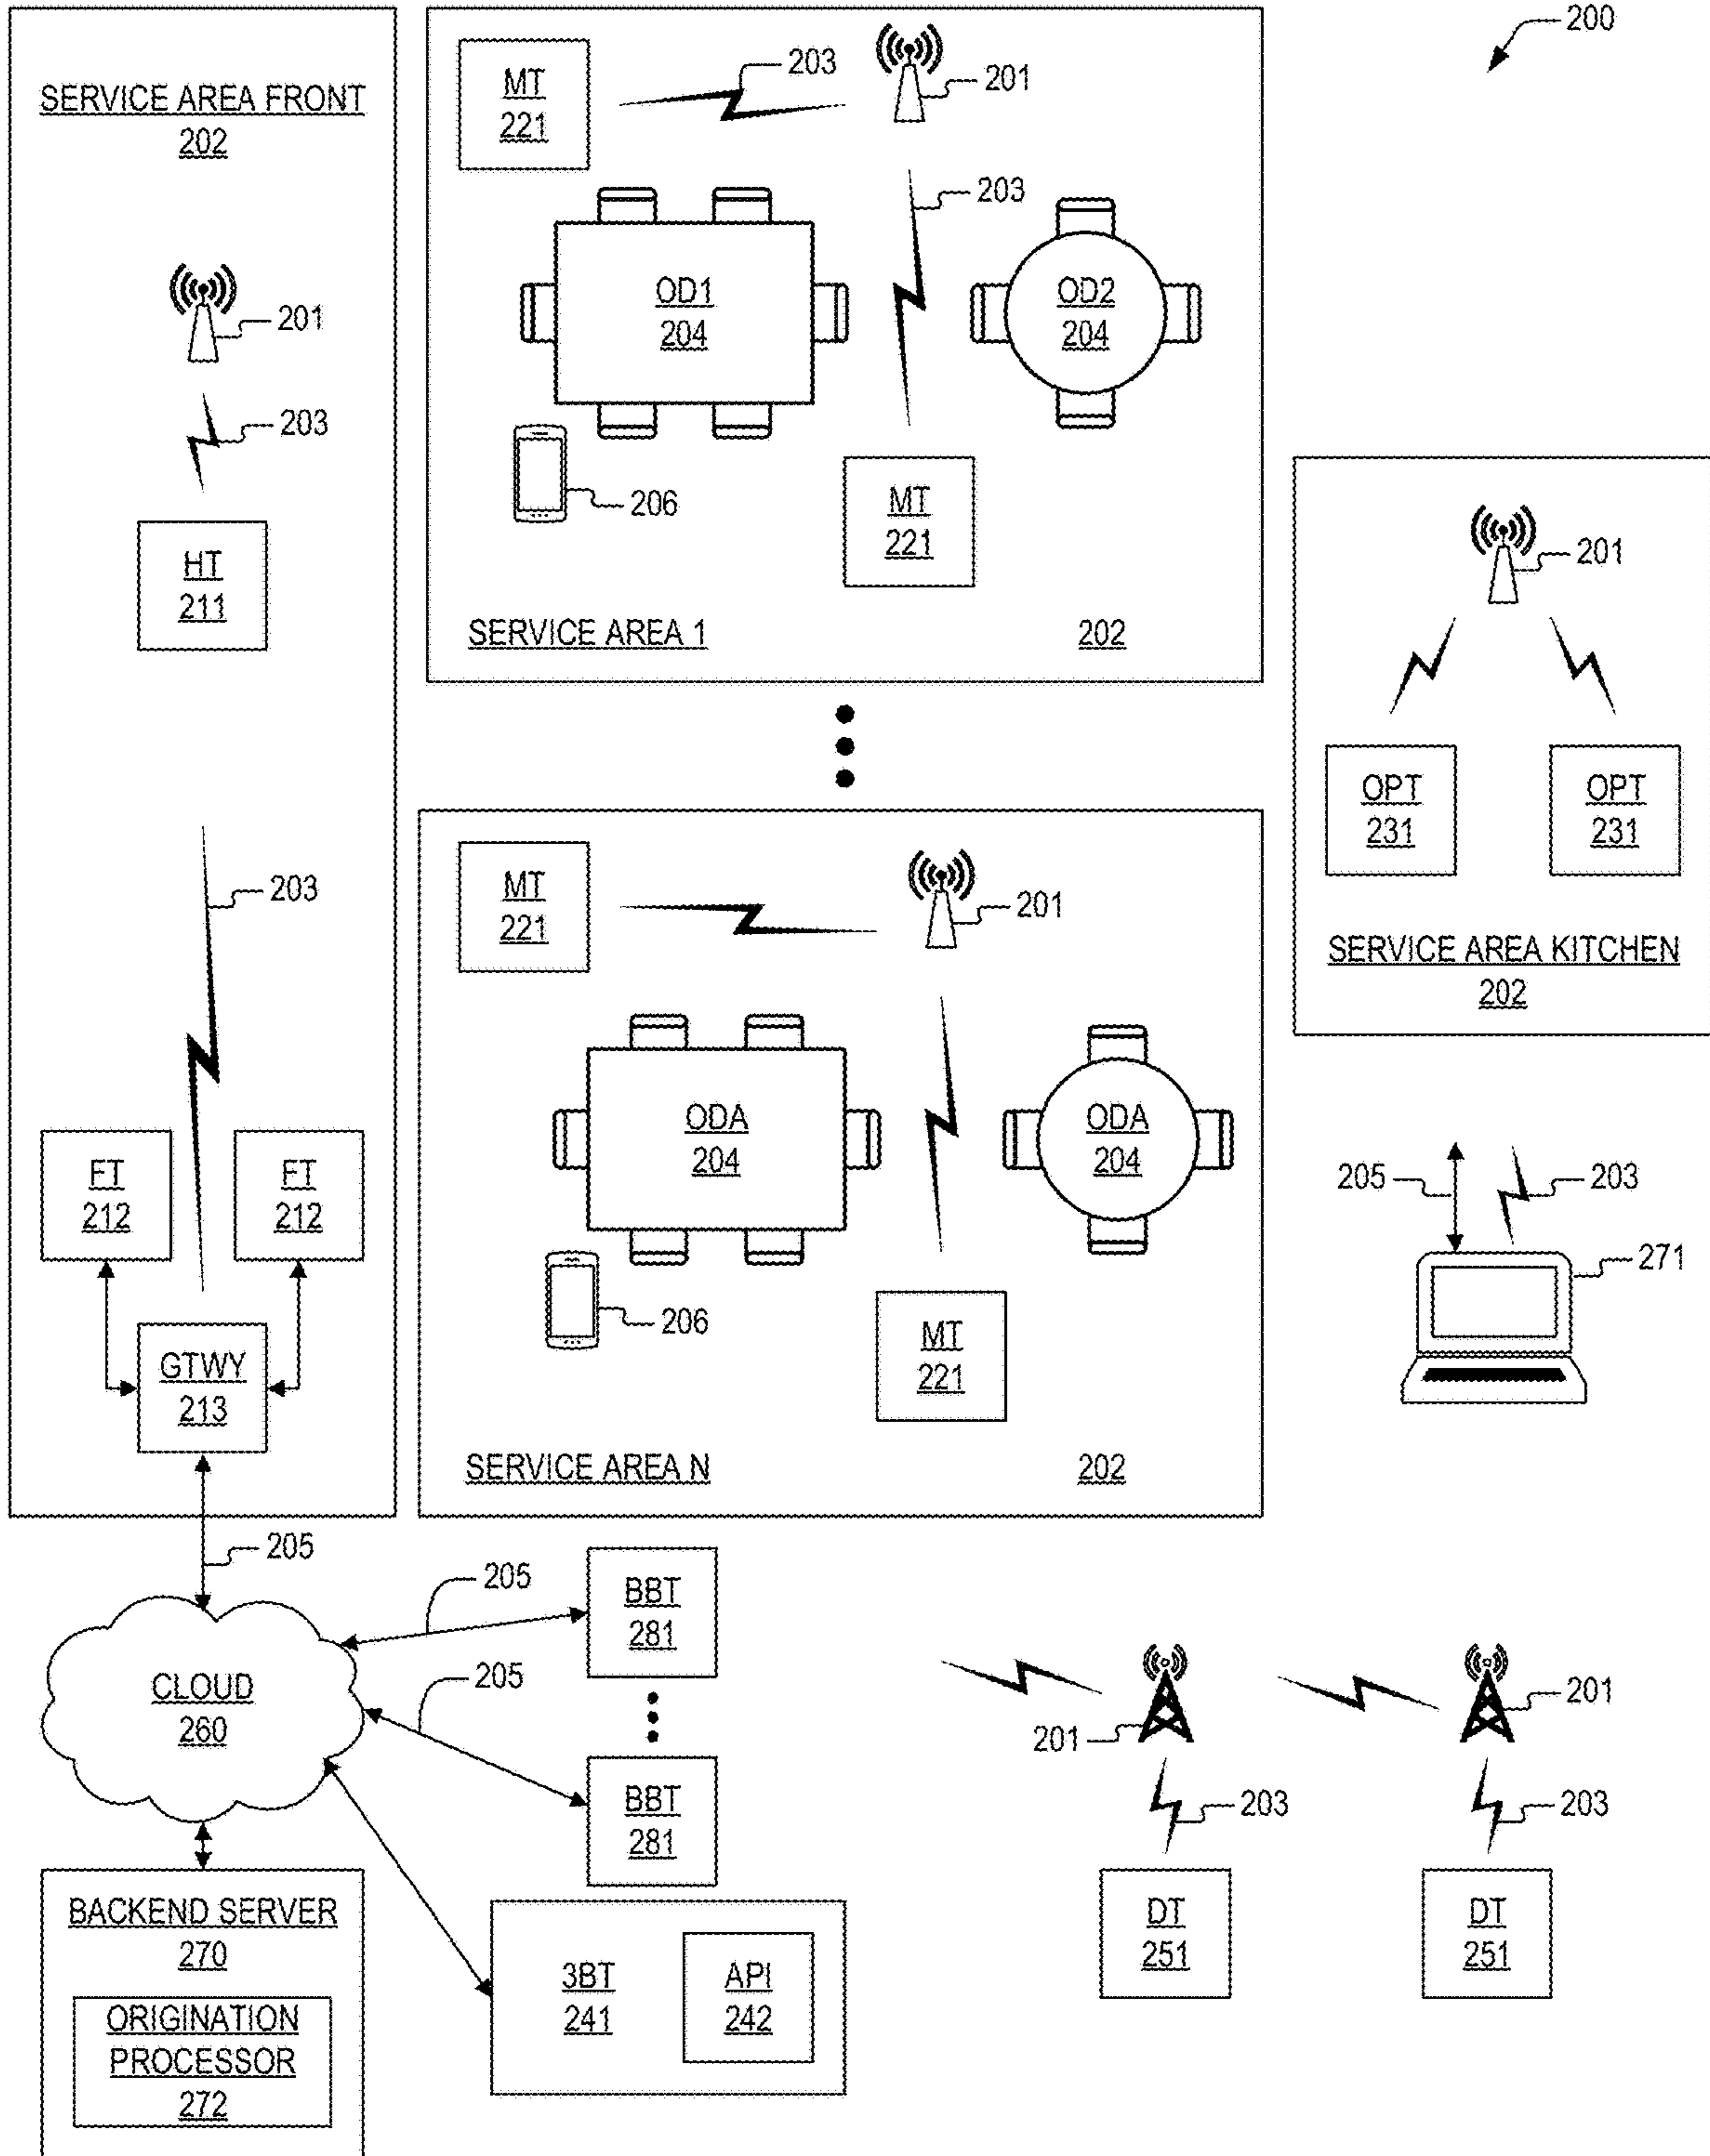 200
SERVICE AREA FRONT
202
201
203
HT
211
203
FT
212
FT
212
GTWY
213
205
MT
221
203
201
203
OD1
204
OD2
204
206
MT
221
SERVICE AREA 1
202
MT
221
201
ODA
204
ODA
204
206
MT
221
SERVICE AREA N
202
201
OPT
231
OPT
231
SERVICE AREA KITCHEN
202
205
203
271
CLOUD
260
205
BBT
281
205
BBT
281
BACKEND SERVER
270
ORIGINATION
PROCESSOR
272
3BT
241
API
242
201
203
DT
251
201
203
DT
251